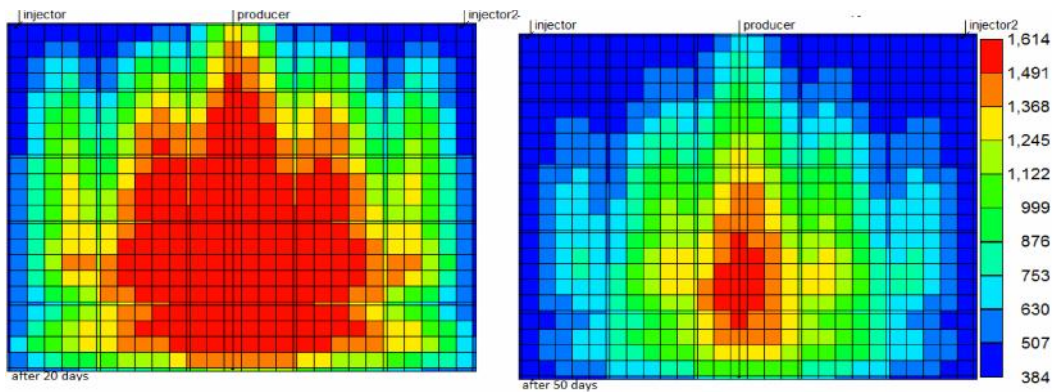 injector producer injector2
injector producer injector2
1,614
1,491
1,368
1,245
1,122
999
876
753
630
507
384
after 20 days
after 50 days